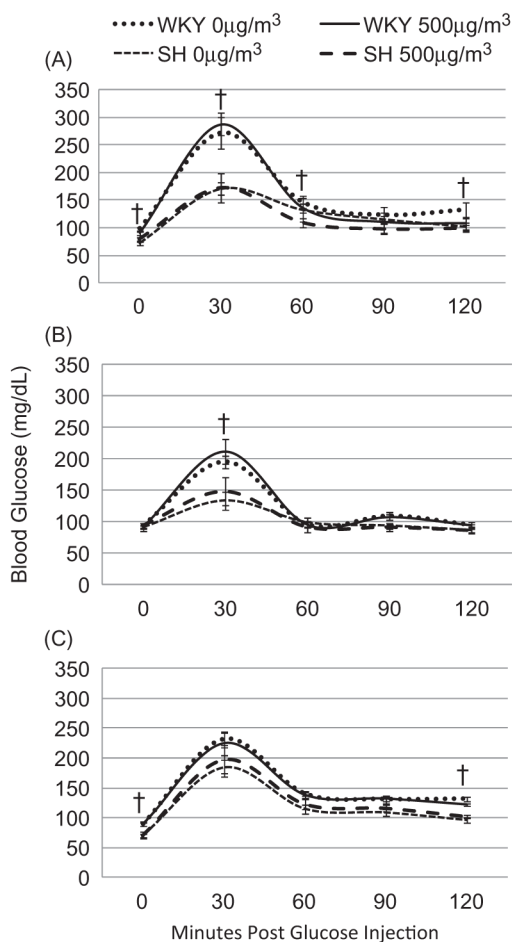 WKY 0μg/m³ WKY 500μg/m³
SH 0μg/m³ SH 500μg/m³
(A)
350
300
250
200
150
100
50
0
† † † †
0 30 60 90 120
(B)
350
300
250
200
150
100
50
0
†
0 30 60 90 120
Blood Glucose (mg/dL)
(C)
350
300
250
200
150
100
50
0
† †
0 30 60 90 120
Minutes Post Glucose Injection